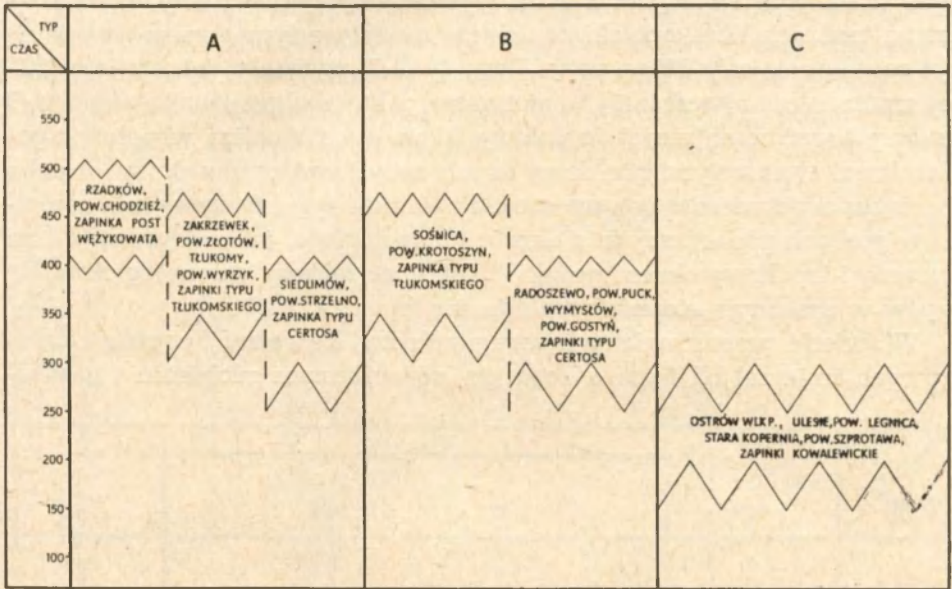 TYP
CZAS
A
B
C
550
500
450
400
350
300
250
200
150
100
RZADKÓW,
POW.CHODZIEŻ,
ZAPINKA POST
WĘŻYKOWATA
ZAKRZEWEK,
POW.ZŁOTÓW,
TŁUKOMY,
POW.WYRZYK,
ZAPINKI TYPU
TŁUKOMSKIEGO
SIEDLIMÓW,
POW.STRZELNO,
ZAPINKA TYPU
CERTOSA
SOŚNICA,
POW.KROTOSZYN,
ZAPINKA TYPU
TŁUKOMSKIEGO
RADOSZEWO, POW.PUCK,
WYMYSŁÓW,
POW.GOSTYŃ,
ZAPINKI TYPU
CERTOSA
OSTRÓW WLKP., ULESIE,POW. LEGNICA,
STARA KOPERNIA,POW.SZPROTAWA,
ZAPINKI KOWALEWICKIE